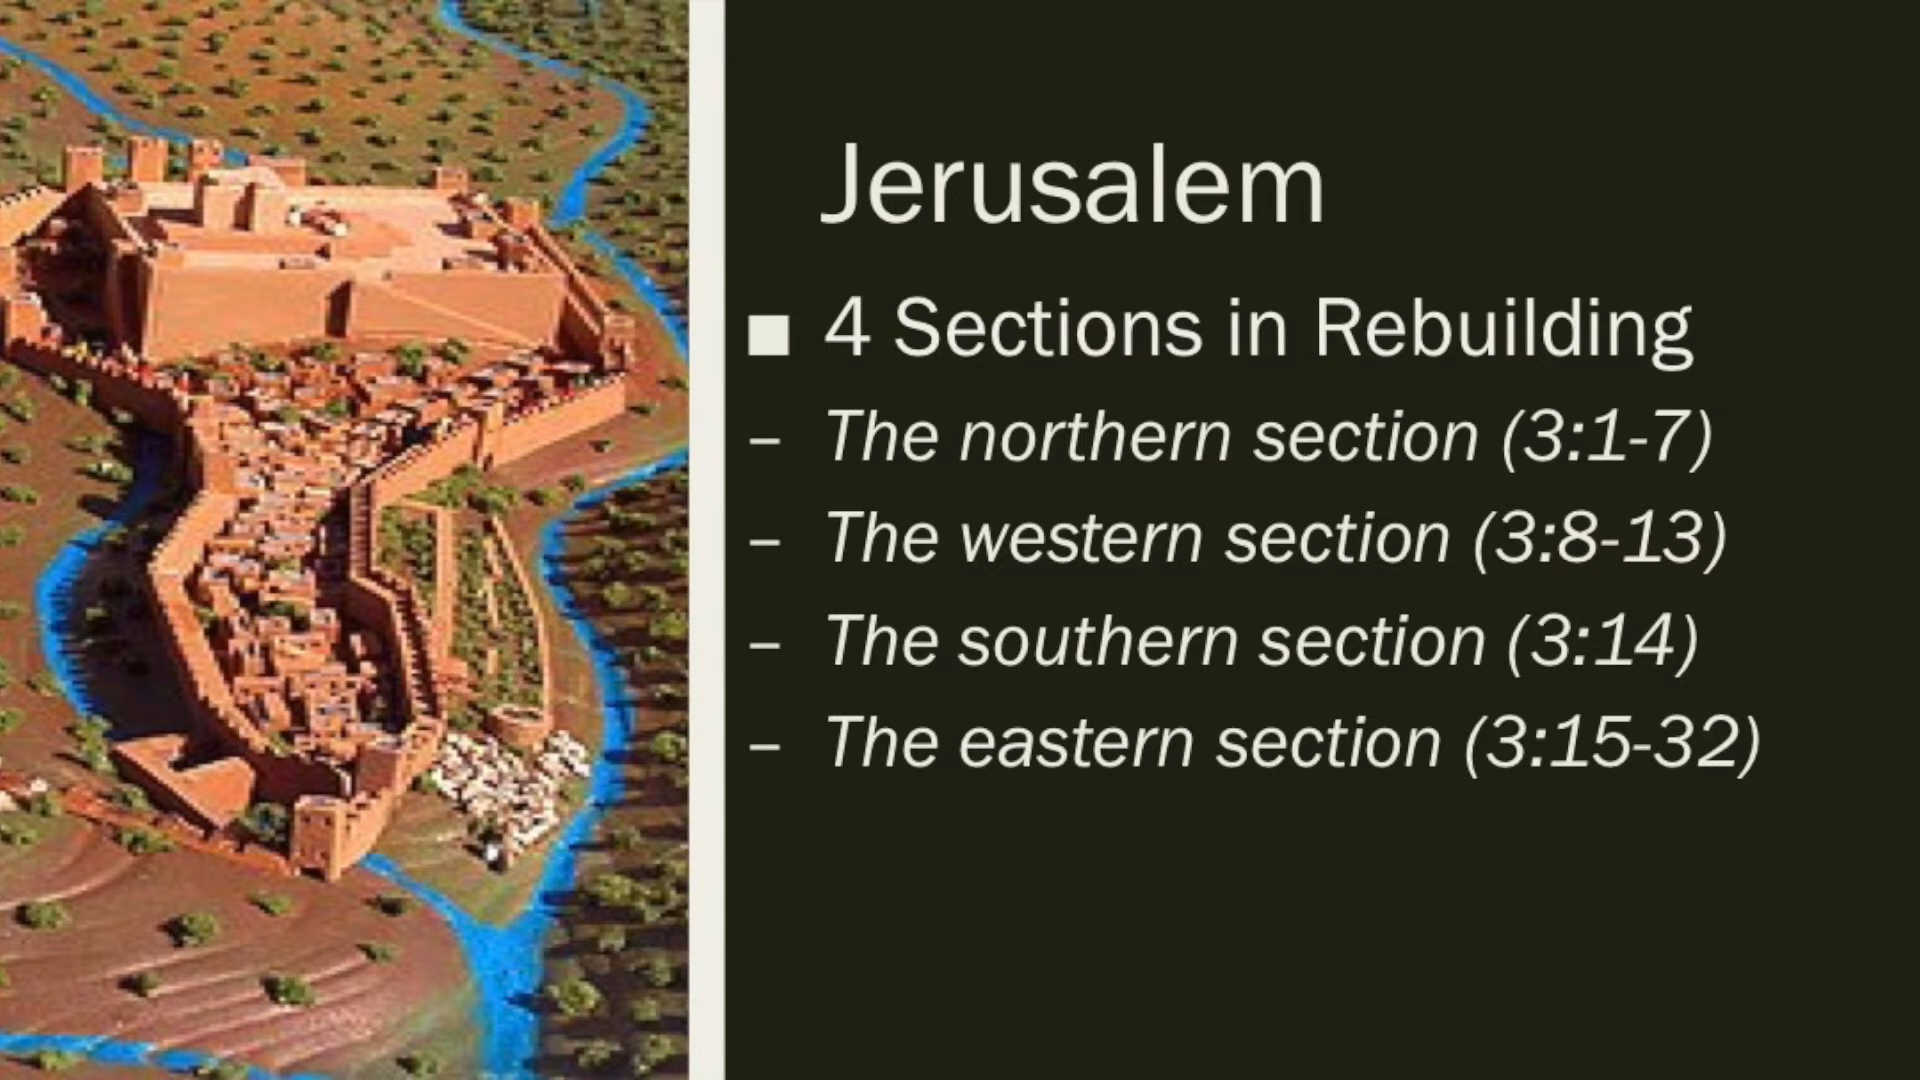 Jerusalem
■ 4 Sections in Rebuilding
– The northern section (3:1-7)
– The western section (3:8-13)
– The southern section (3:14)
– The eastern section (3:15-32)